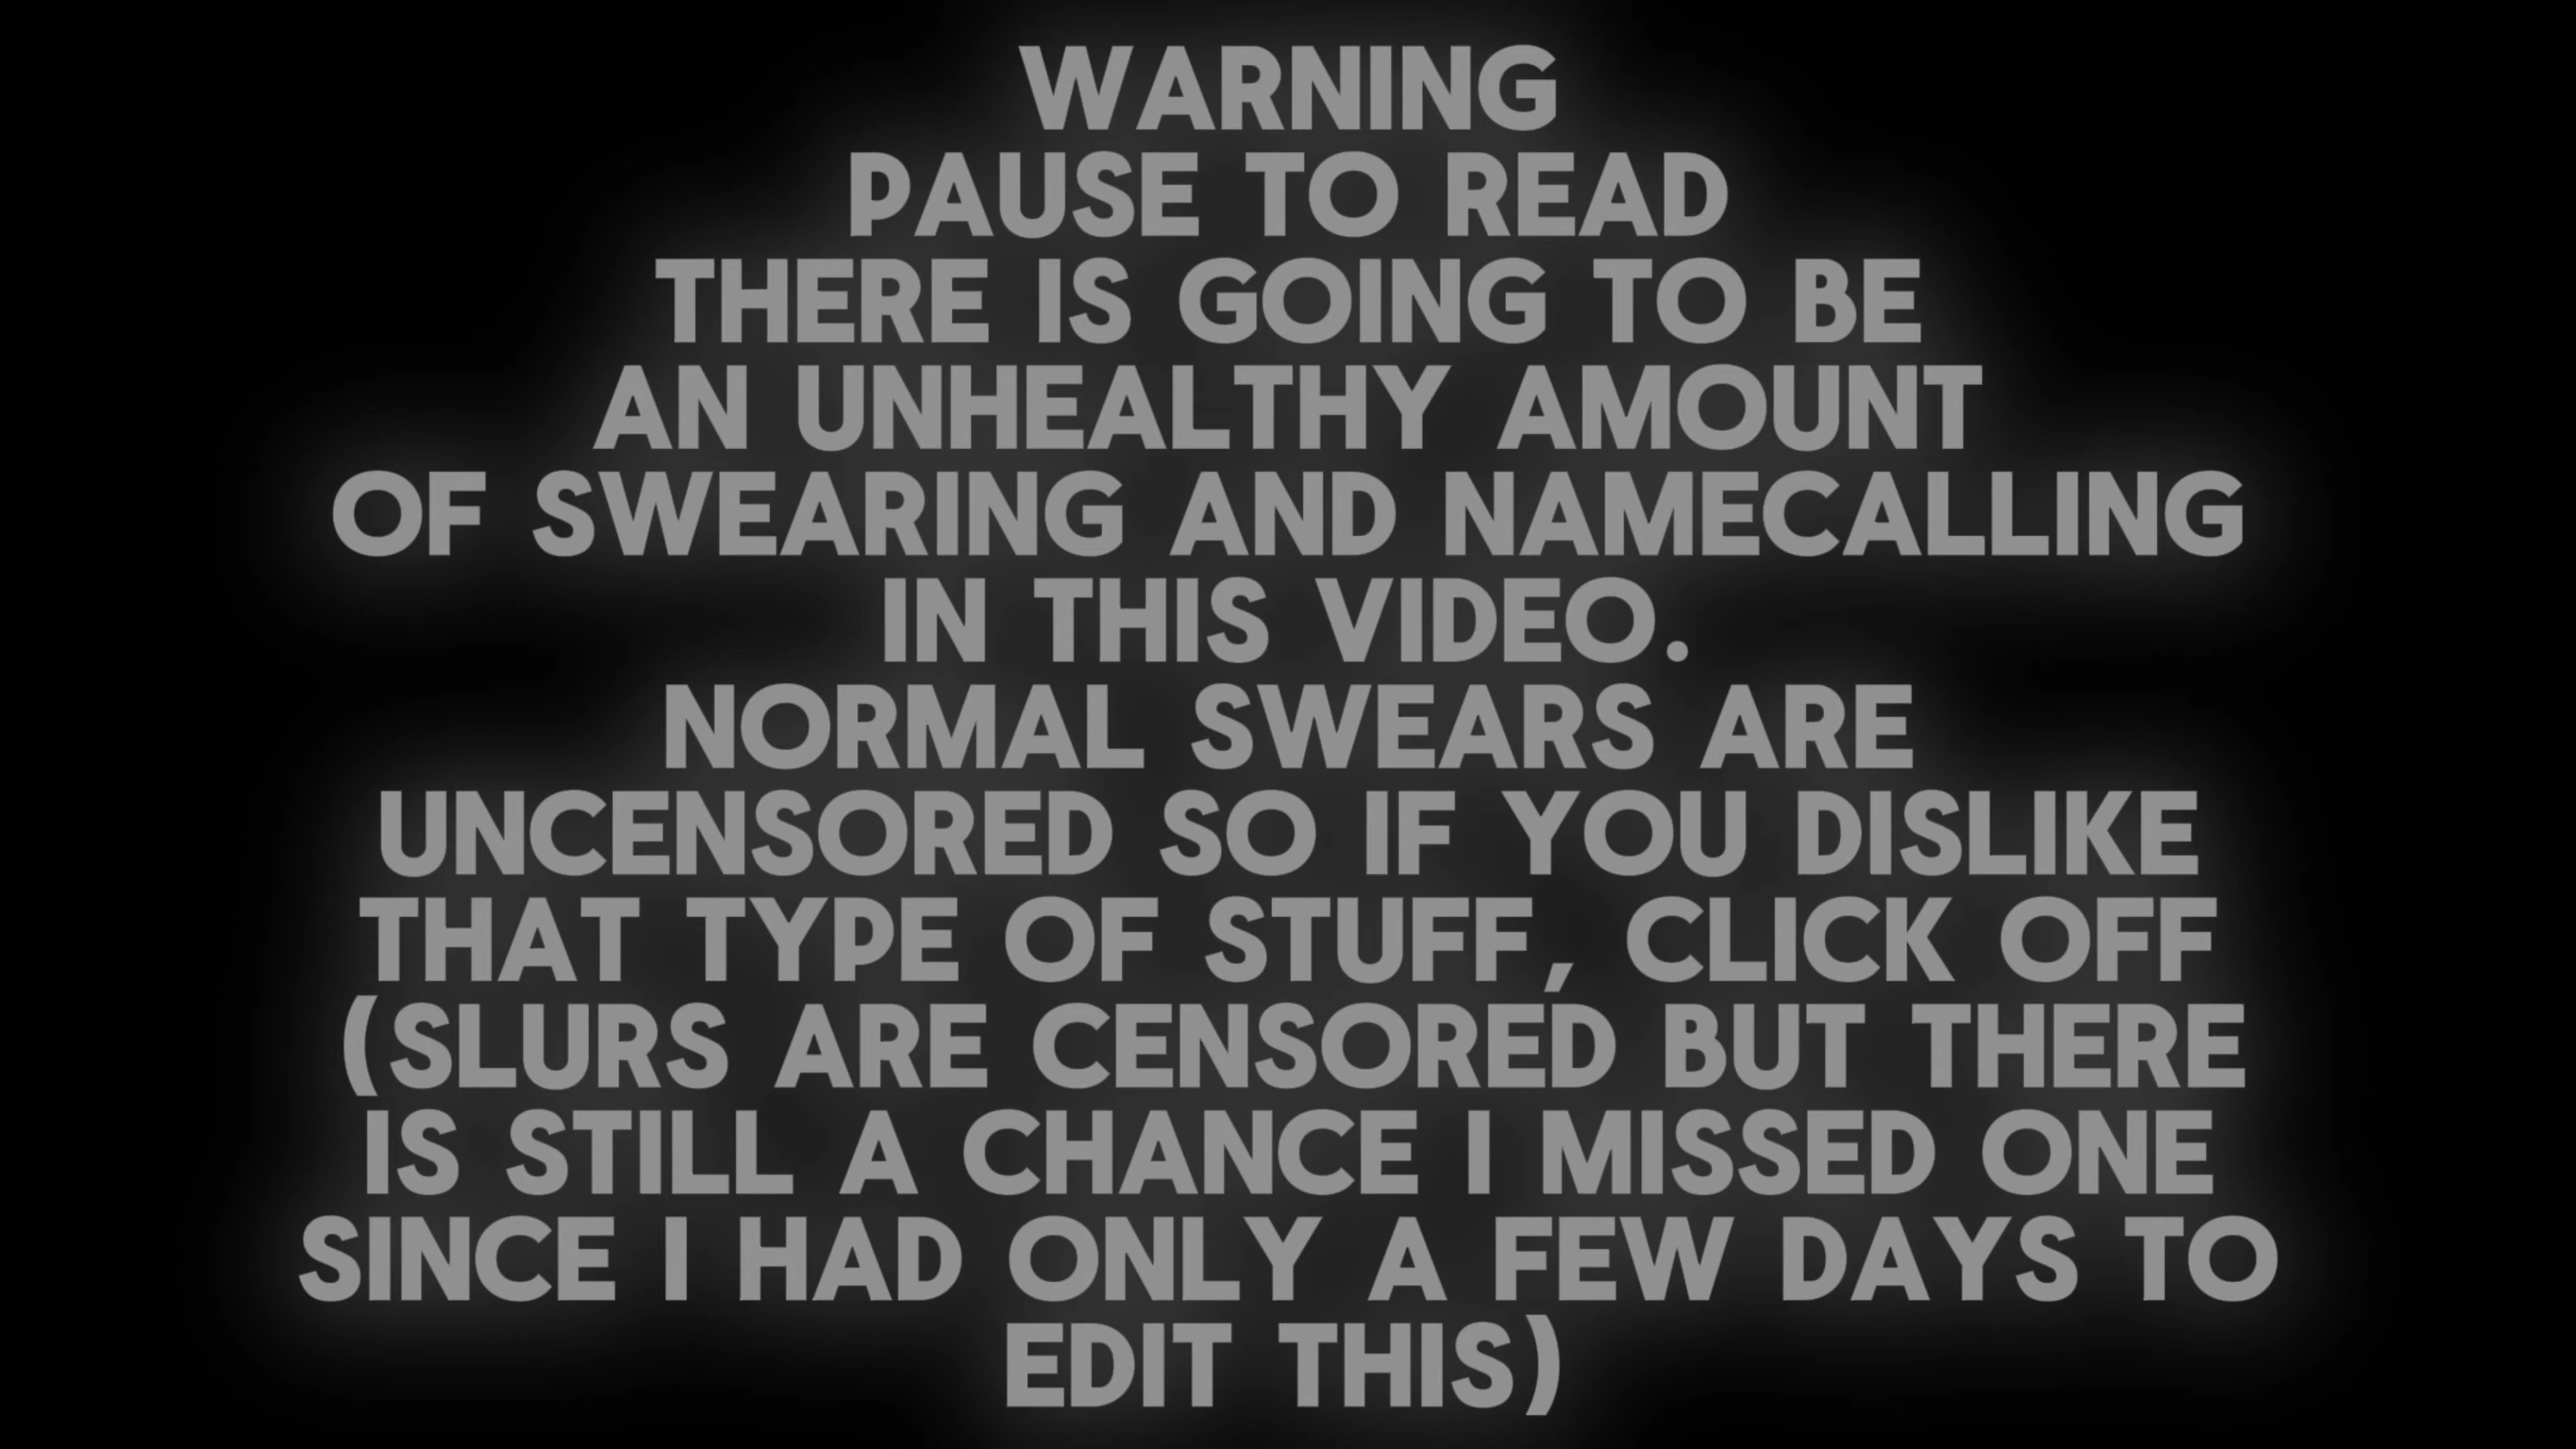 WARNING
PAUSE TO READ
THERE IS GOING TO BE
AN UNHEALTHY AMOUNT
OF SWEARING AND NAMECALLING
IN THIS VIDEO.
NORMAL SWEARS ARE
UNCENSORED SO IF YOU DISLIKE
THAT TYPE OF STUFF, CLICK OFF
(SLURS ARE CENSORED BUT THERE
IS STILL A CHANCE I MISSED ONE
SINCE I HAD ONLY A FEW DAYS TO
EDIT THIS)